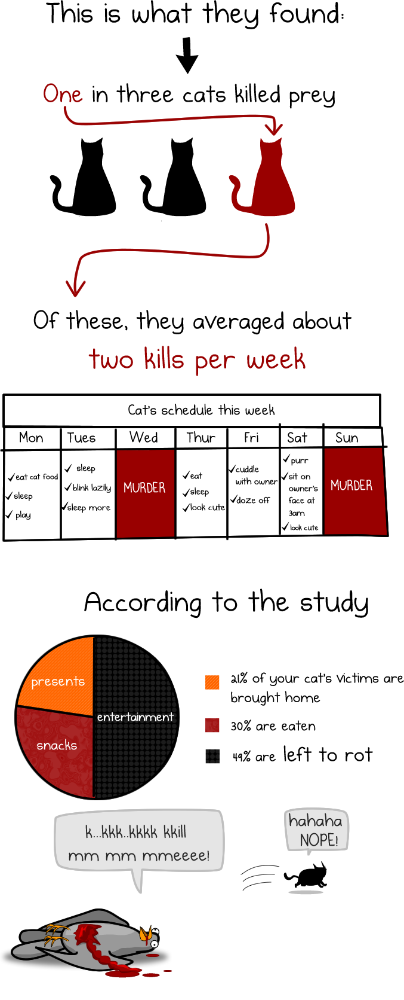 This is what they found:
One in three cats killed prey
Of these, they averaged about
two kills per week
Cat's schedule this week
Mon
Tues
Wed
Thur
Fri
Sat
Sun
eat cat food
sleep
play
sleep
blink lazily
sleep more
MURDER
eat
sleep
look cute
cuddle
with owner
doze off
purr
sit on
owner's
face at
3am
look cute
MURDER
According to the study
presents
entertainment
snacks
21% of your cat's victims are
brought home
30% are eaten
49% are left to rot
k...kkk..kkkk kkill
mm mm mmeeee!
hahaha
NOPE!